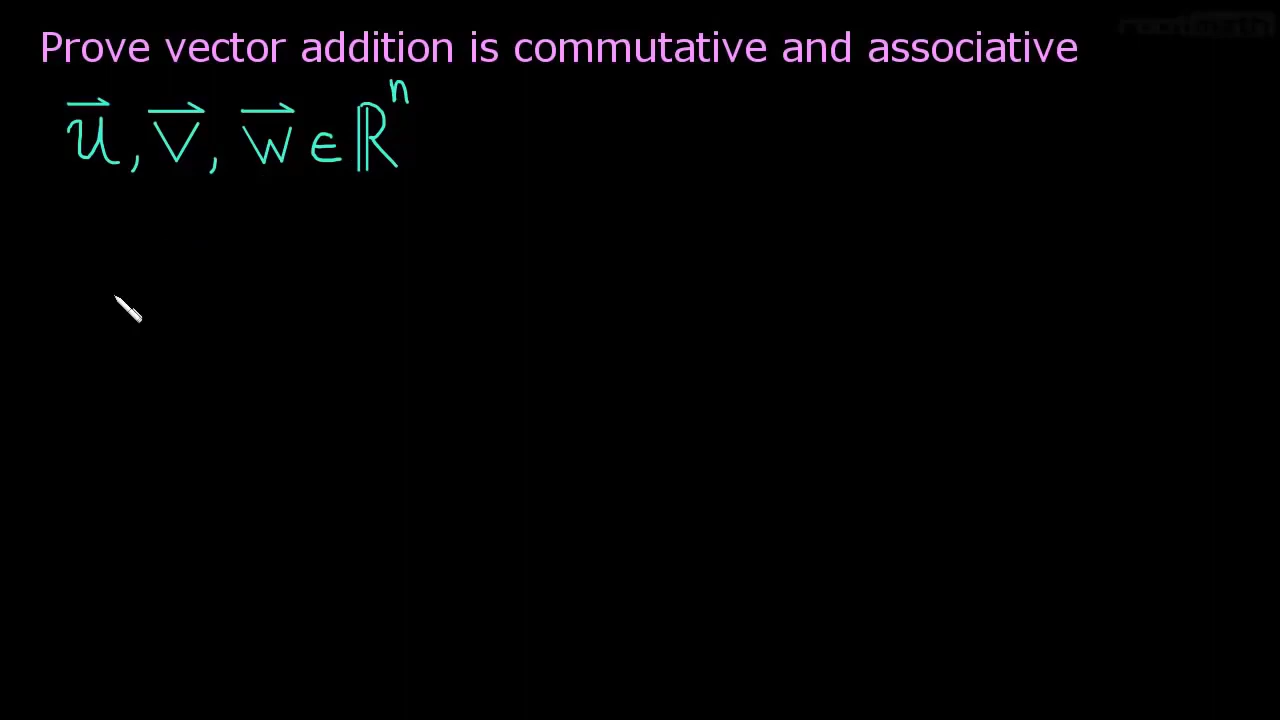 Prove vector addition is commutative and associative
u⃗, v⃗, w⃗ ∈ ℝⁿ